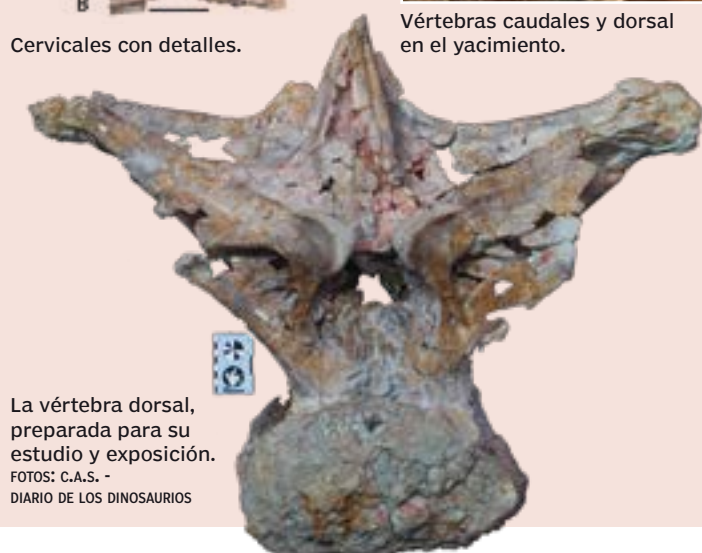 B
Cervicales con detalles.
Vértebras caudales y dorsal
en el yacimiento.
La vértebra dorsal,
preparada para su
estudio y exposición.
FOTOS: C.A.S. -
DIARIO DE LOS DINOSAURIOS